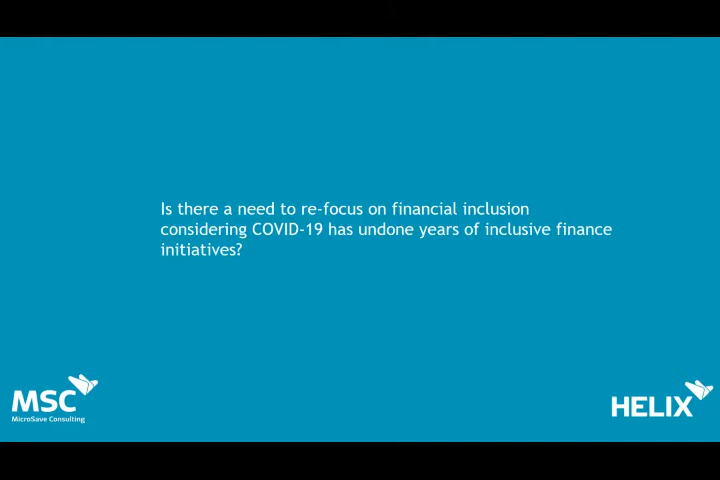 Is there a need to re-focus on financial inclusion
considering COVID-19 has undone years of inclusive finance
initiatives?
MSC
MicroSave Consulting
HELIX